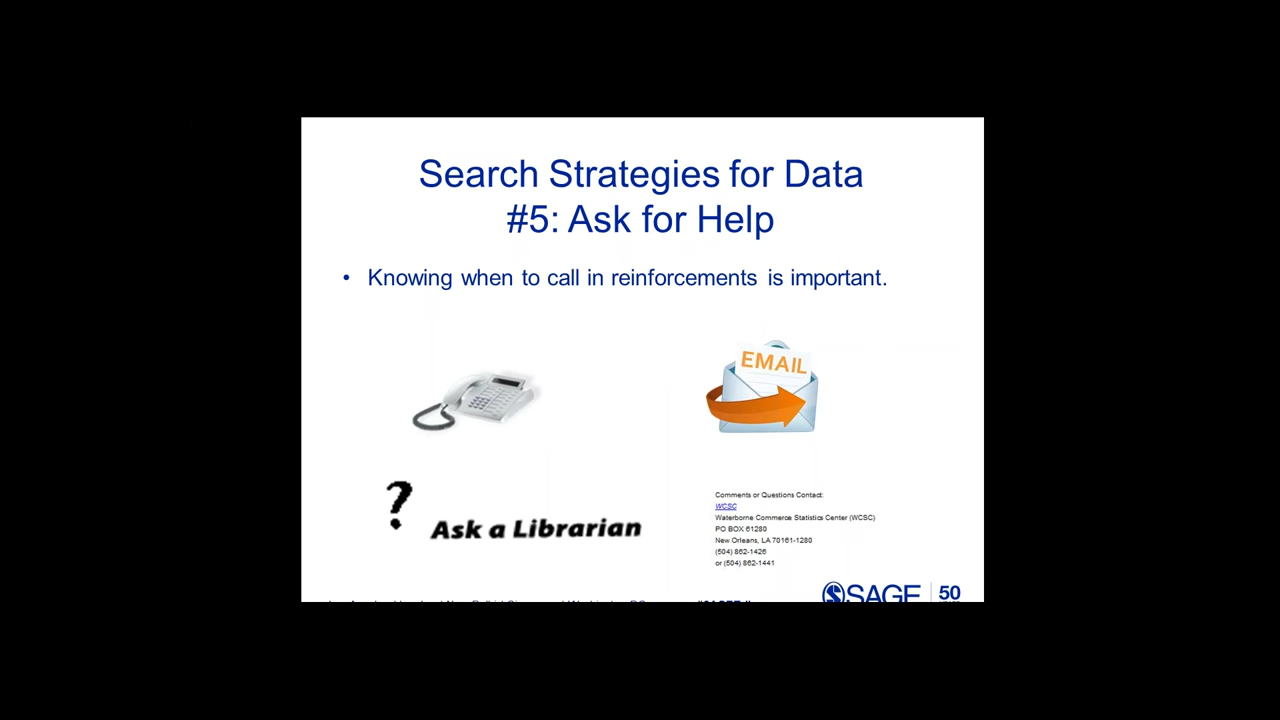 Search Strategies for Data
#5: Ask for Help
• Knowing when to call in reinforcements is important.
EMAIL
? Ask a Librarian
Comments or Questions Contact:
WCSC
Waterborne Commerce Statistics Center (WCSC)
PO BOX 61280
New Orleans, LA 70161-1280
(504) 862-1426
or (504) 862-1441
SAGE
50